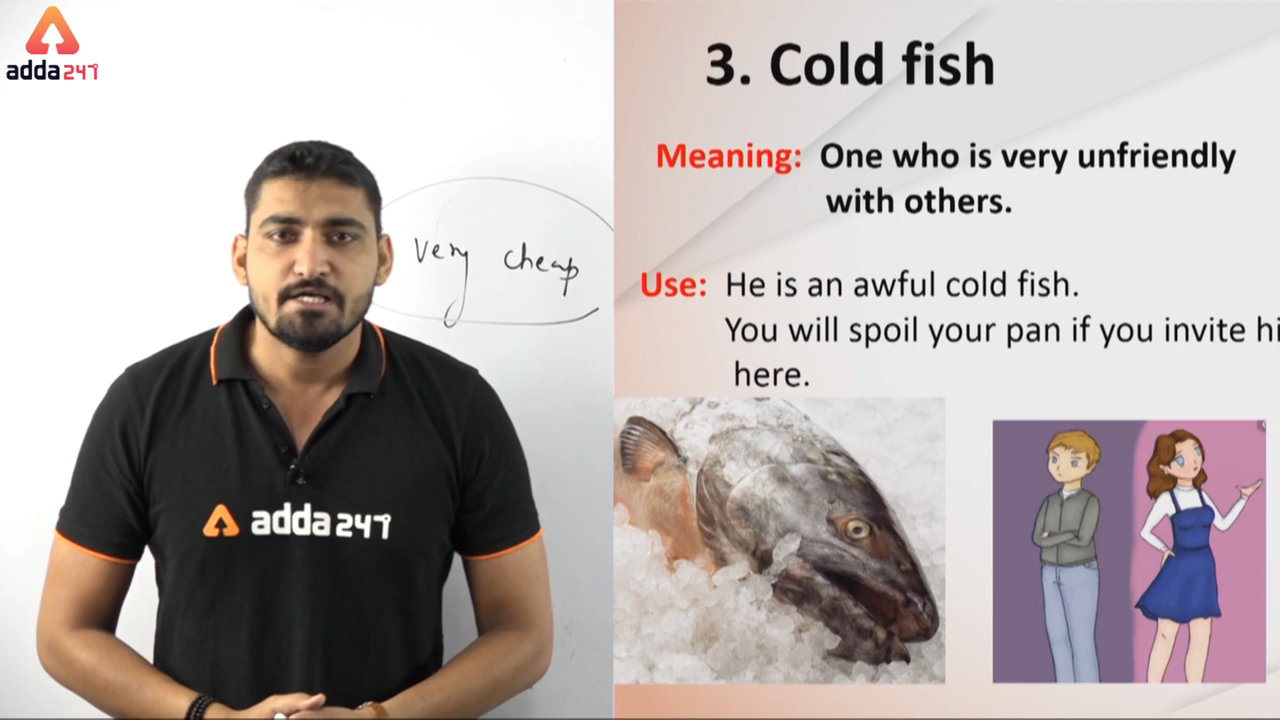 adda247
very cheap
adda247
3. Cold fish
Meaning: One who is very unfriendly
with others.
Use: He is an awful cold fish.
You will spoil your pan if you invite hi
here.